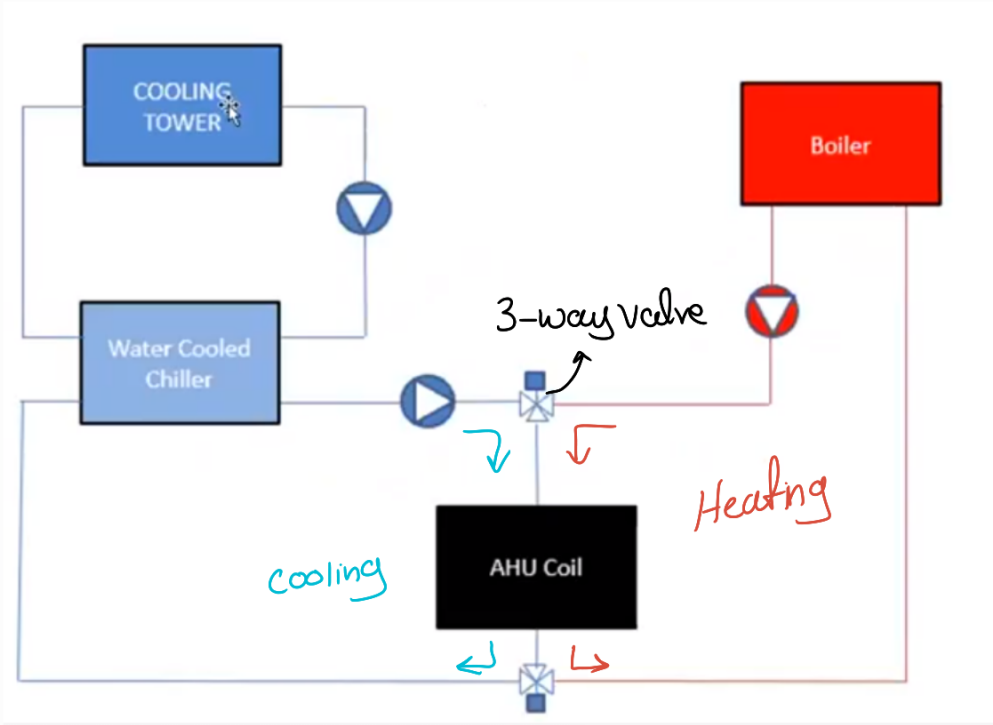 COOLING
TOWER
Boiler
3-way valve
Water Cooled
Chiller
Heating
AHU Coil
cooling